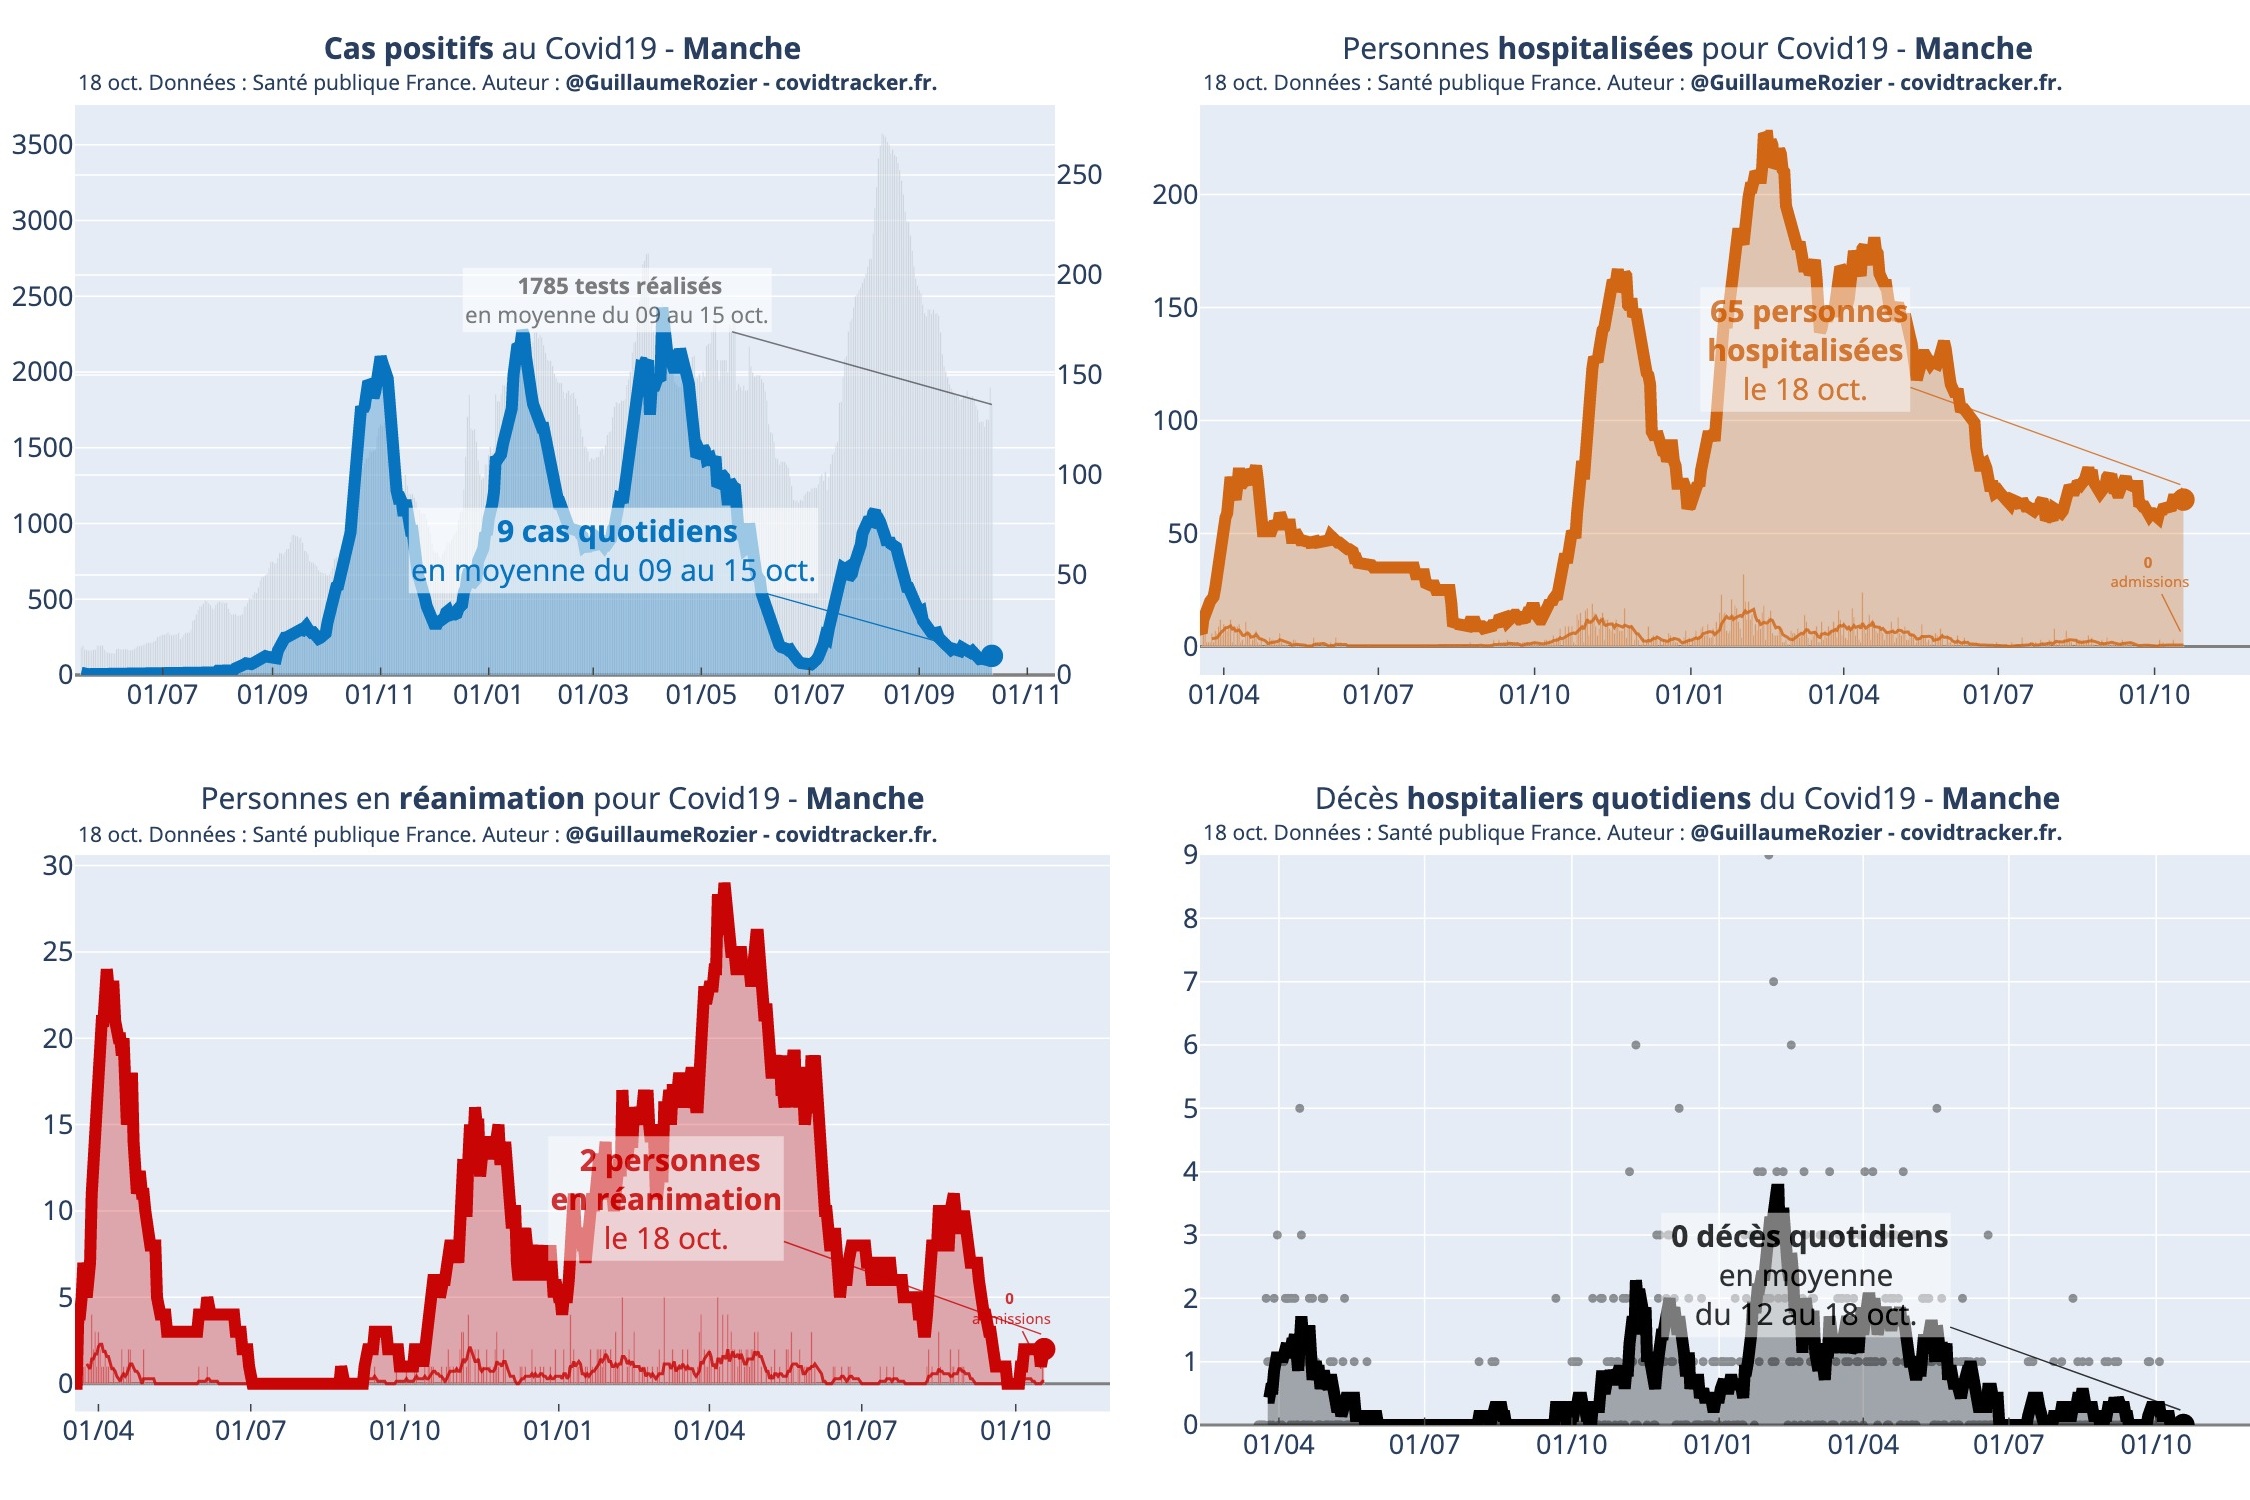 Cas positifs au Covid19 - Manche
18 oct. Données : Santé publique France. Auteur : @GuillaumeRozier - covidtracker.fr.
3500
3000
2500
2000
1500
1000
500
0
250
200
150
100
50
0
1785 tests réalisés
en moyenne du 09 au 15 oct.
9 cas quotidiens
en moyenne du 09 au 15 oct.
01/07 01/09 01/11 01/01 01/03 01/05 01/07 01/09 01/11
Personnes hospitalisées pour Covid19 - Manche
18 oct. Données : Santé publique France. Auteur : @GuillaumeRozier - covidtracker.fr.
200
150
100
50
0
65 personnes
hospitalisées
le 18 oct.
0
admissions
01/04 01/07 01/10 01/01 01/04 01/07 01/10
Personnes en réanimation pour Covid19 - Manche
18 oct. Données : Santé publique France. Auteur : @GuillaumeRozier - covidtracker.fr.
30
25
20
15
10
5
0
2 personnes
en réanimation
le 18 oct.
0
admissions
01/04 01/07 01/10 01/01 01/04 01/07 01/10
Décès hospitaliers quotidiens du Covid19 - Manche
18 oct. Données : Santé publique France. Auteur : @GuillaumeRozier - covidtracker.fr.
9
8
7
6
5
4
3
2
1
0
0 décès quotidiens
en moyenne
du 12 au 18 oct.
01/04 01/07 01/10 01/01 01/04 01/07 01/10